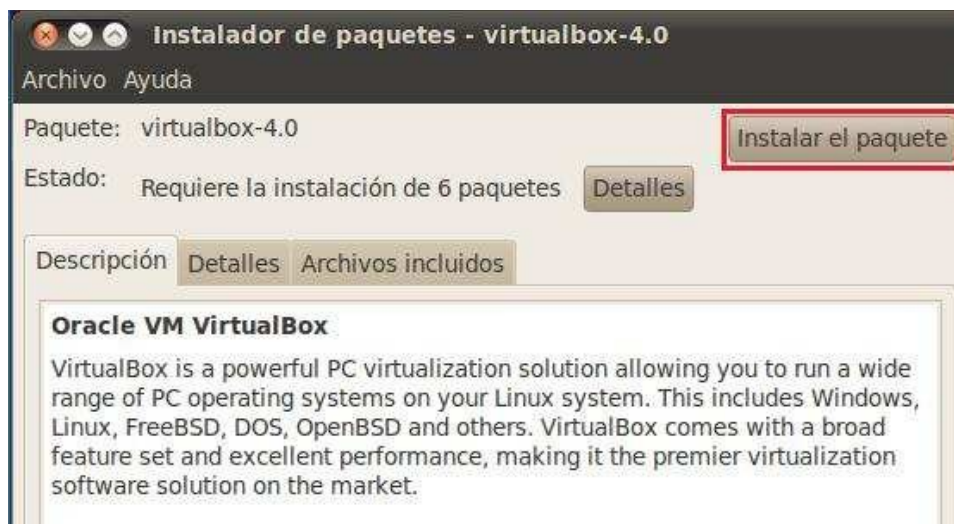 Instalador de paquetes - virtualbox-4.0
Archivo Ayuda
Paquete: virtualbox-4.0
Instalar el paquete
Estado: Requiere la instalación de 6 paquetes Detalles
Descripción Detalles Archivos incluidos
Oracle VM VirtualBox
VirtualBox is a powerful PC virtualization solution allowing you to run a wide
range of PC operating systems on your Linux system. This includes Windows,
Linux, FreeBSD, DOS, OpenBSD and others. VirtualBox comes with a broad
feature set and excellent performance, making it the premier virtualization
software solution on the market.